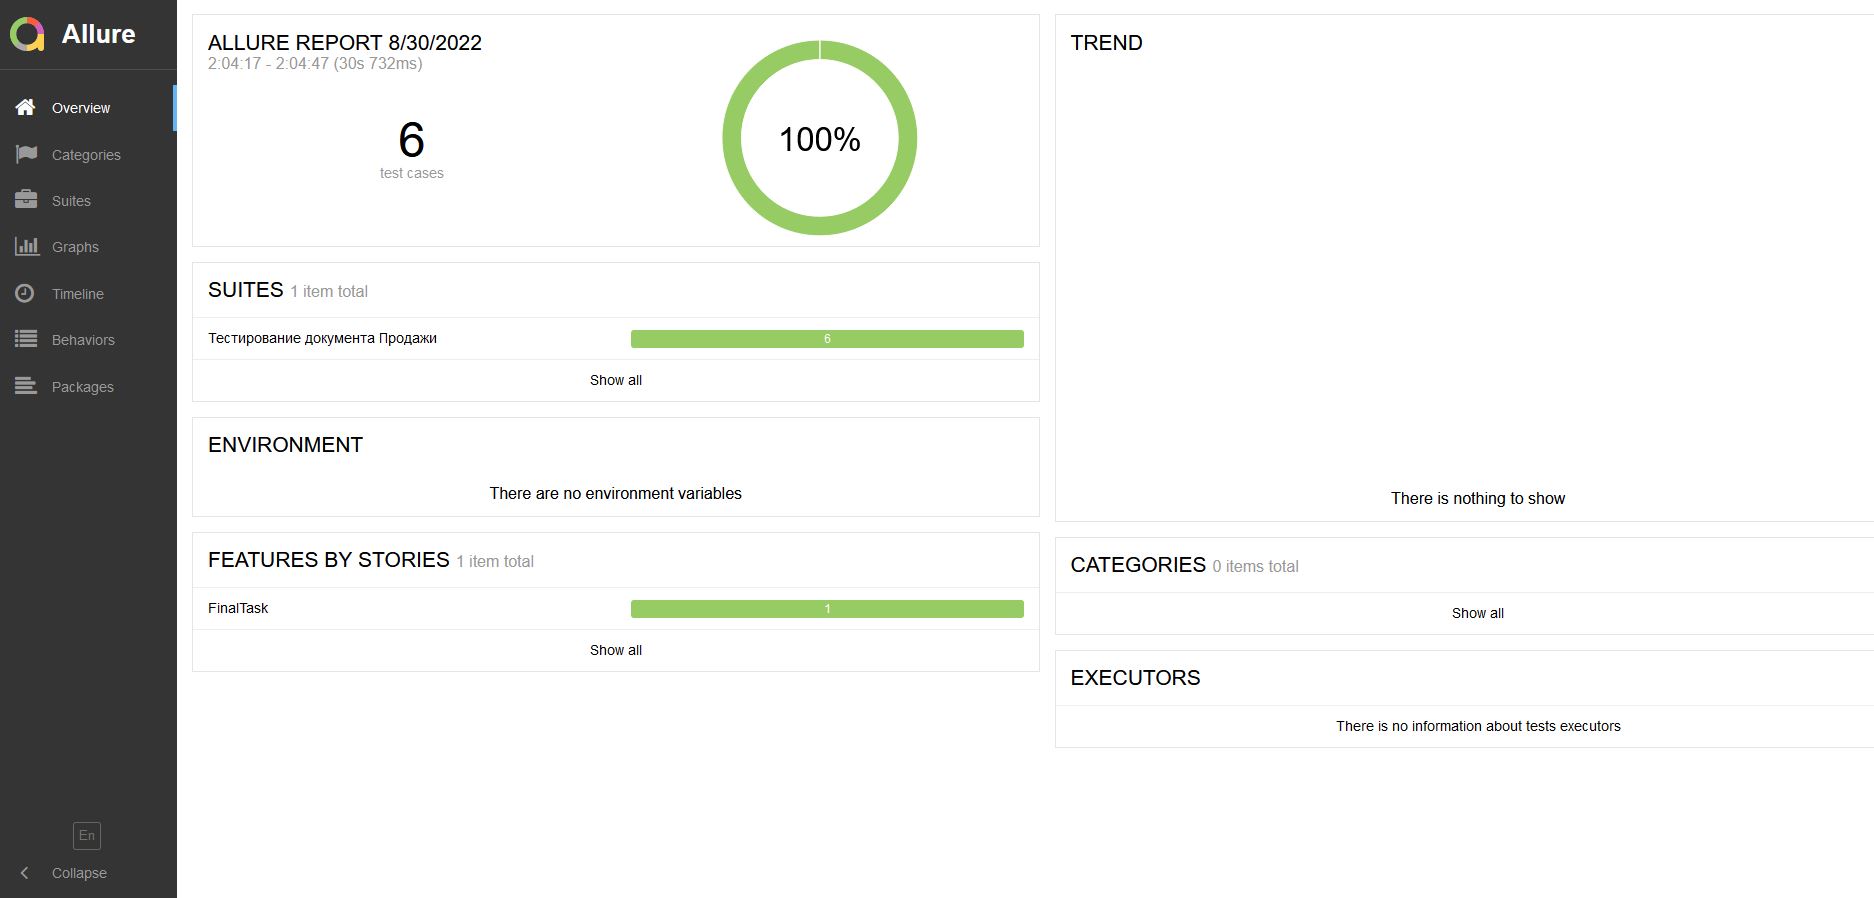 Allure
Overview
Categories
Suites
Graphs
Timeline
Behaviors
Packages
En
Collapse
ALLURE REPORT 8/30/2022
2:04:17 - 2:04:47 (30s 732ms)
6
test cases
100%
SUITES 1 item total
Тестирование документа Продажи 6
Show all
ENVIRONMENT
There are no environment variables
FEATURES BY STORIES 1 item total
FinalTask 1
Show all
TREND
There is nothing to show
CATEGORIES 0 items total
Show all
EXECUTORS
There is no information about tests executors